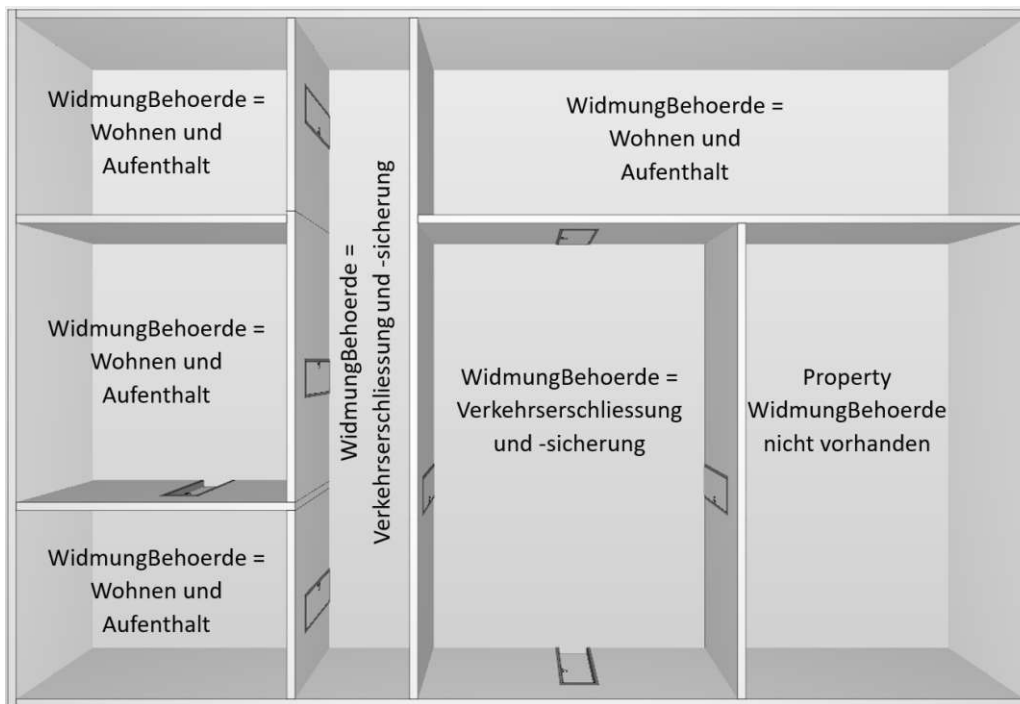 WidmungBehoerde =
Wohnen und
Aufenthalt
WidmungBehoerde =
Wohnen und
Aufenthalt
WidmungBehoerde =
Wohnen und
Aufenthalt
WidmungBehoerde =
Verkehrserschliessung und -sicherung
WidmungBehoerde =
Wohnen und
Aufenthalt
WidmungBehoerde =
Verkehrserschliessung
und -sicherung
Property
WidmungBehoerde
nicht vorhanden